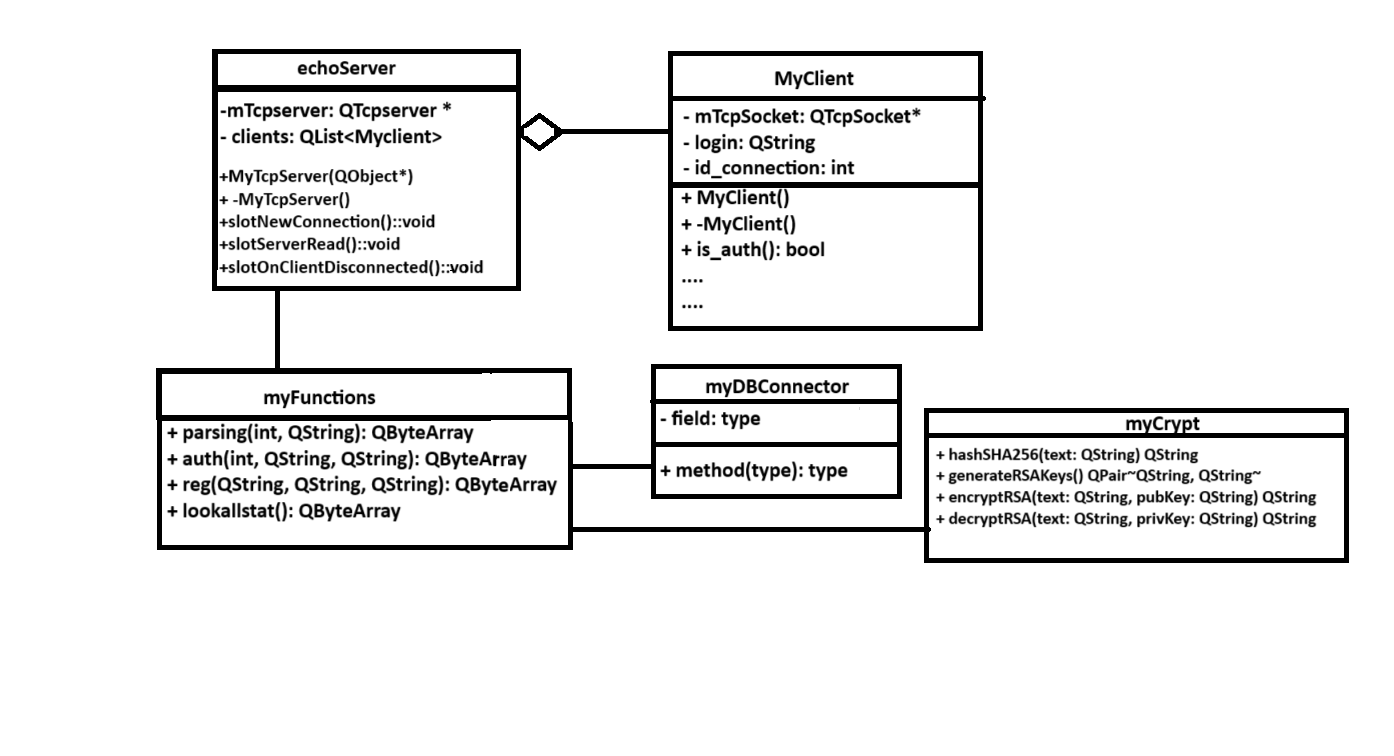 echoServer
-mTcpserver: QTcpserver *
- clients: QList<Myclient>
+MyTcpServer(QObject*)
+ -MyTcpServer()
+slotNewConnection()::void
+slotServerRead()::void
+slotOnClientDisconnected()::void
MyClient
- mTcpSocket: QTcpSocket*
- login: QString
- id_connection: int
+ MyClient()
+ -MyClient()
+ is_auth(): bool
....
....
myFunctions
+ parsing(int, QString): QByteArray
+ auth(int, QString, QString): QByteArray
+ reg(QString, QString, QString): QByteArray
+ lookallstat(): QByteArray
myDBConnector
- field: type
+ method(type): type
myCrypt
+ hashSHA256(text: QString) QString
+ generateRSAKeys() QPair~QString, QString~
+ encryptRSA(text: QString, pubKey: QString) QString
+ decryptRSA(text: QString, privKey: QString) QString